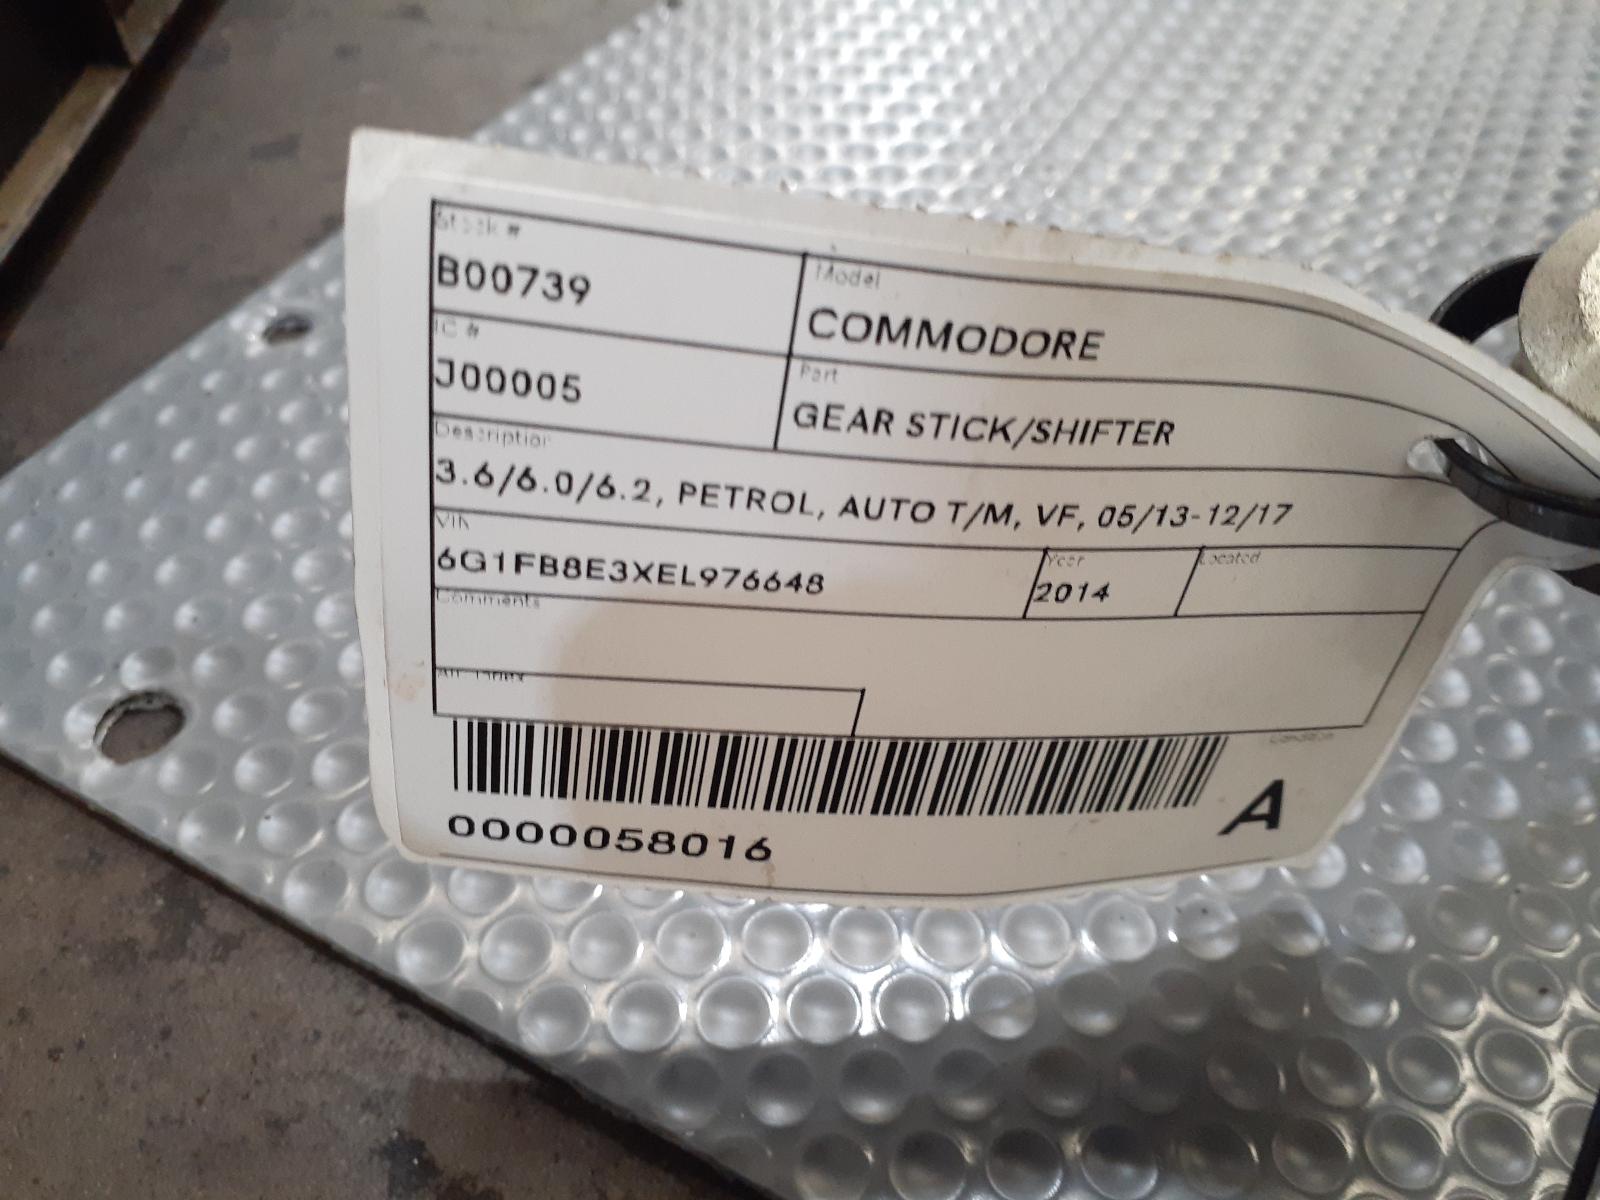 Stock #
B00739
Model
COMMODORE
IC #
J00005
Part
GEAR STICK/SHIFTER
Description
3.6/6.0/6.2, PETROL, AUTO T/M, VF, 05/13-12/17
VIN
6G1FB8E3XEL976648
Year
2014
Located
Comments
0000058016
Condition
A